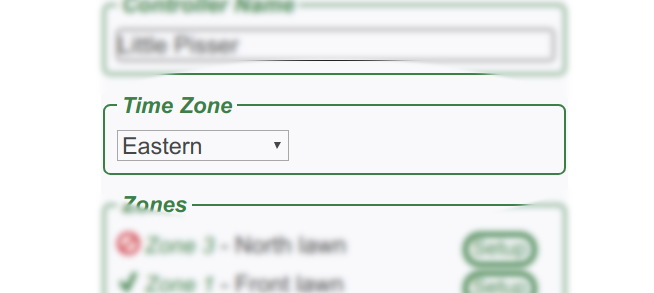 Controller Name
Little Pisser
Time Zone
Eastern
Zones
Zone 3 - North lawn
Setup
Zone 1 - Front lawn
Setup